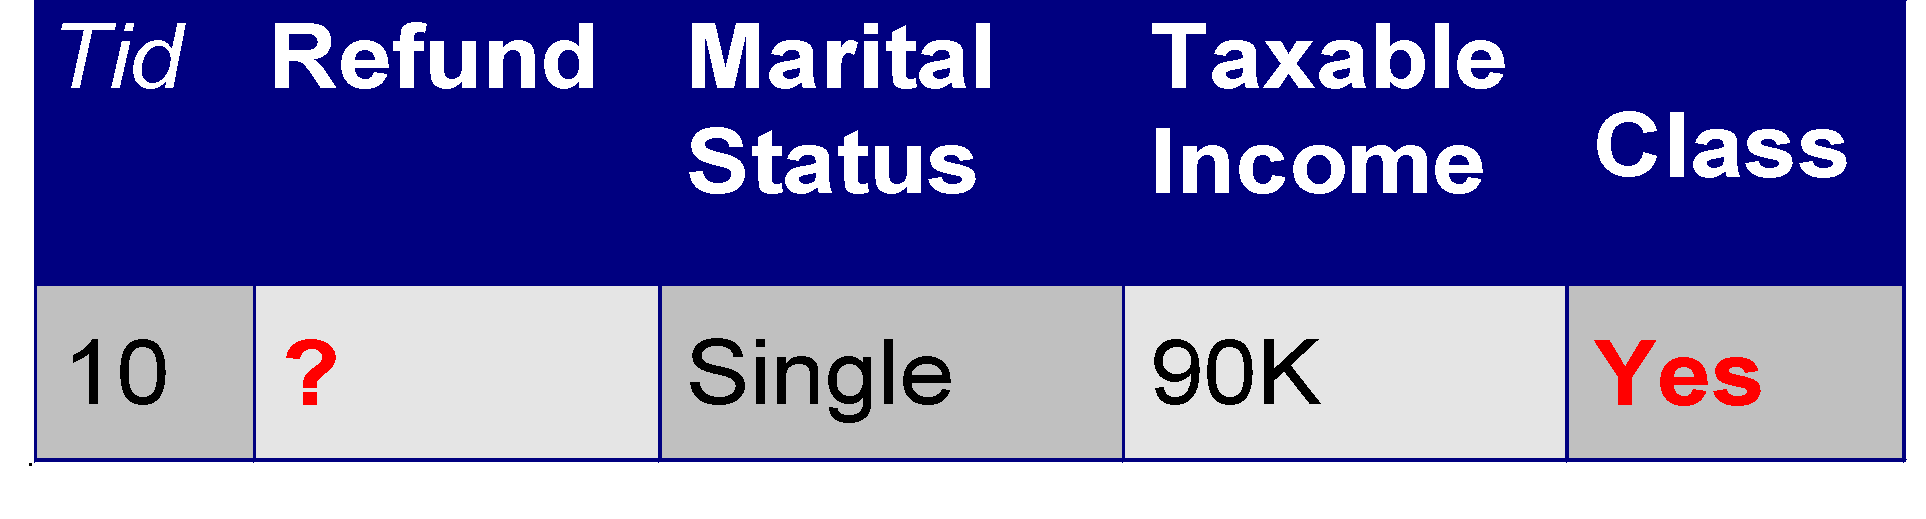 Tid Refund Marital Status Taxable Income Class
10 ? Single 90K Yes